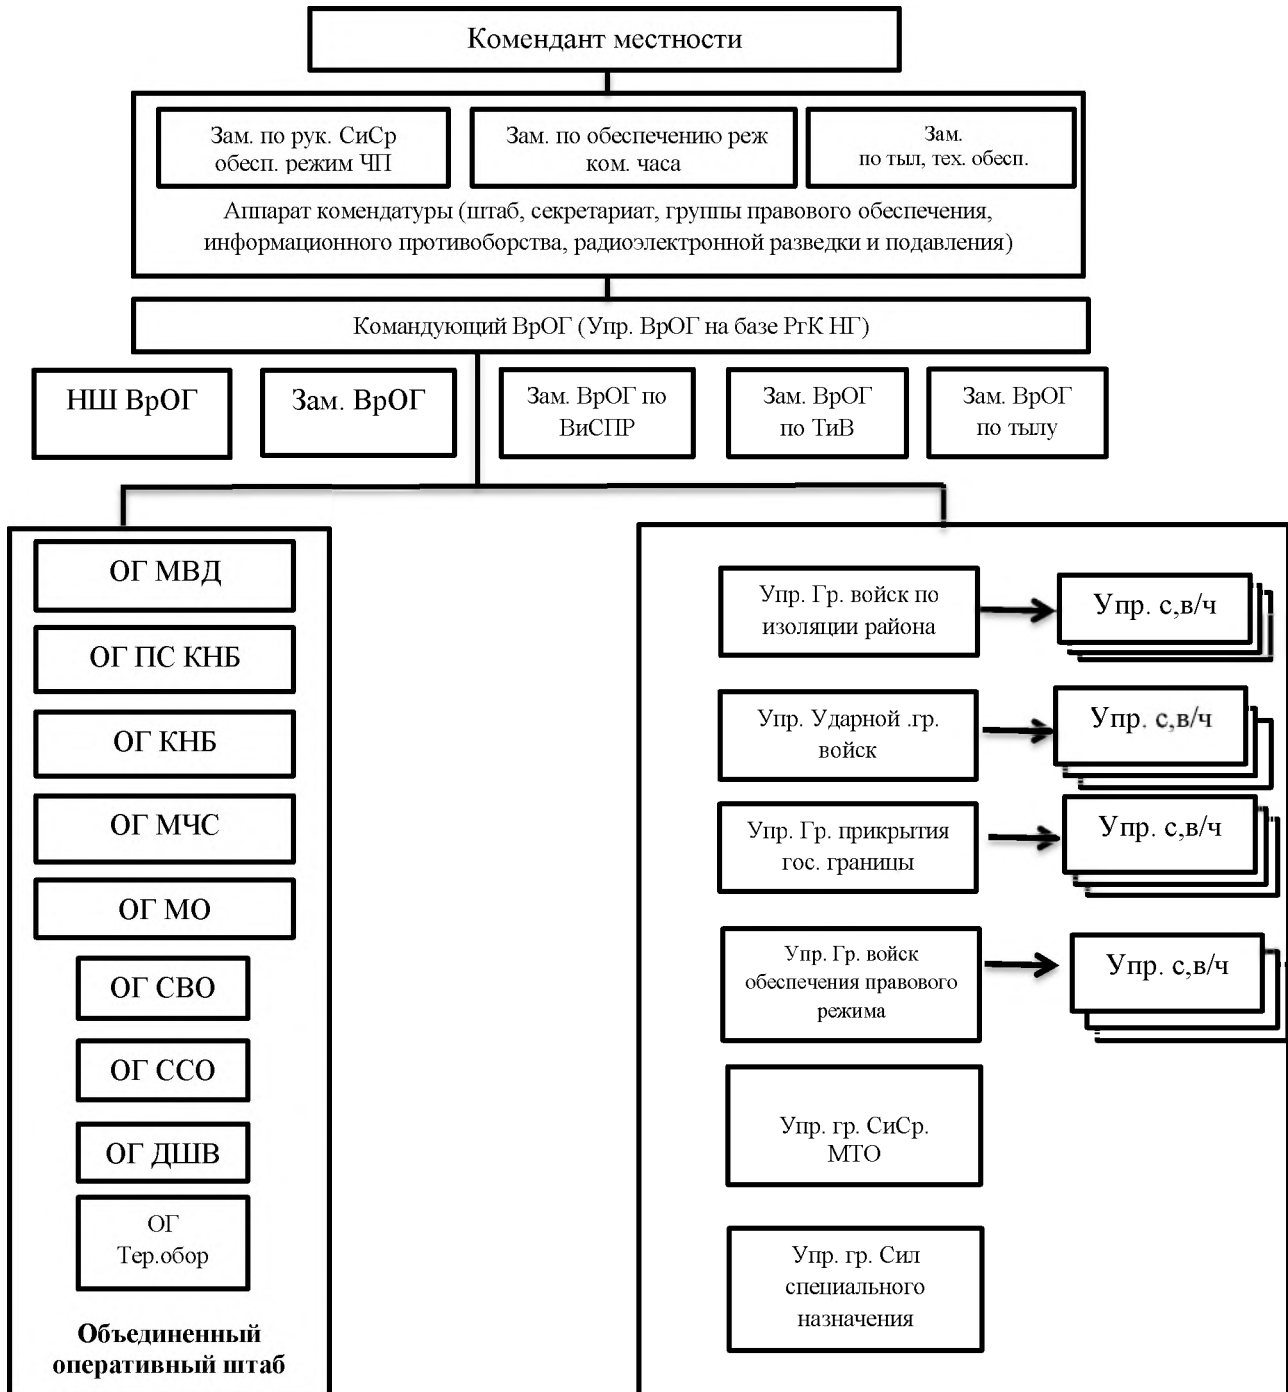 Комендант местности
Зам. по рук. СиСр
обесп. режим ЧП
Зам. по обеспечению реж
ком. часа
Зам.
по тыл, тех. обесп.
Аппарат комендатуры (штаб, секретариат, группы правового обеспечения,
информационного противоборства, радиоэлектронной разведки и подавления)
Командующий ВрОГ (Упр. ВрОГ на базе РгК НГ)
НШ ВрОГ
Зам. ВрОГ
Зам. ВрОГ по
ВиСПР
Зам. ВрОГ
по ТиВ
Зам. ВрОГ
по тылу
ОГ МВД
ОГ ПС КНБ
ОГ КНБ
ОГ МЧС
ОГ МО
ОГ СВО
ОГ ССО
ОГ ДШВ
ОГ
Тер.обор
Объединенный
оперативный штаб
Упр. Гр. войск по
изоляции района
Упр. с,в/ч
Упр. Ударной .гр.
войск
Упр. с,в/ч
Упр. Гр. прикрытия
гос. границы
Упр. с,в/ч
Упр. Гр. войск
обеспечения правового
режима
Упр. с,в/ч
Упр. гр. СиСр.
МТО
Упр. гр. Сил
специального
назначения